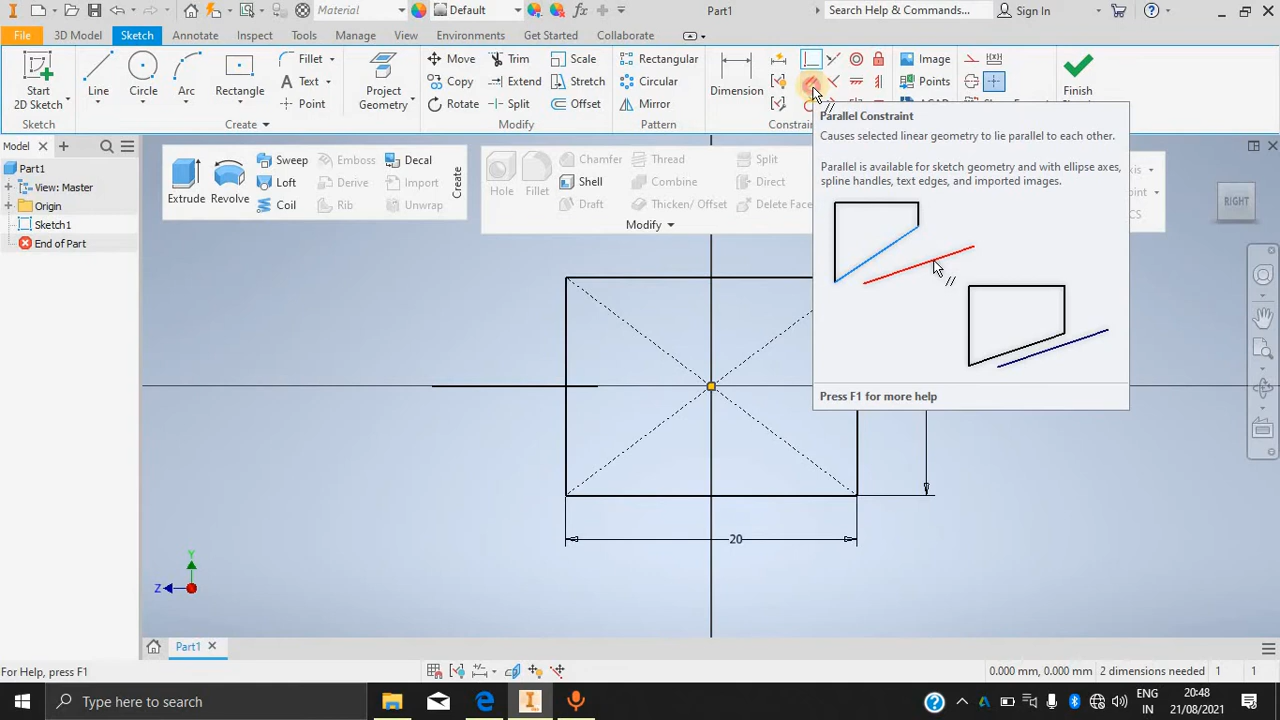 Material
Default
Part1
Search Help & Commands...
Sign In
File
3D Model
Sketch
Annotate
Inspect
Tools
Manage
View
Environments
Get Started
Collaborate
Start
2D Sketch
Line
Circle
Arc
Rectangle
Fillet
Text
Point
Project
Geometry
Move
Trim
Scale
Copy
Extend
Stretch
Rotate
Split
Offset
Rectangular
Circular
Mirror
Dimension
Image
Points
ACAD
Finish
Sketch
Create
Modify
Pattern
Parallel Constraint
Causes selected linear geometry to lie parallel to each other.
Parallel is available for sketch geometry and with ellipse axes,
spline handles, text edges, and imported images.
Press F1 for more help
Model
Part1
View: Master
Origin
Sketch1
End of Part
Extrude
Revolve
Sweep
Loft
Coil
Emboss
Derive
Rib
Decal
Import
Unwrap
Create
Hole
Fillet
Chamfer
Shell
Draft
Thread
Combine
Thicken/ Offset
Split
Direct
Delete Face
Modify
Axis
Point
RIGHT
20
Y
Z
Part1
For Help, press F1
0.000 mm, 0.000 mm
2 dimensions needed
1
1
Type here to search
ENG
IN
20:48
21/08/2021